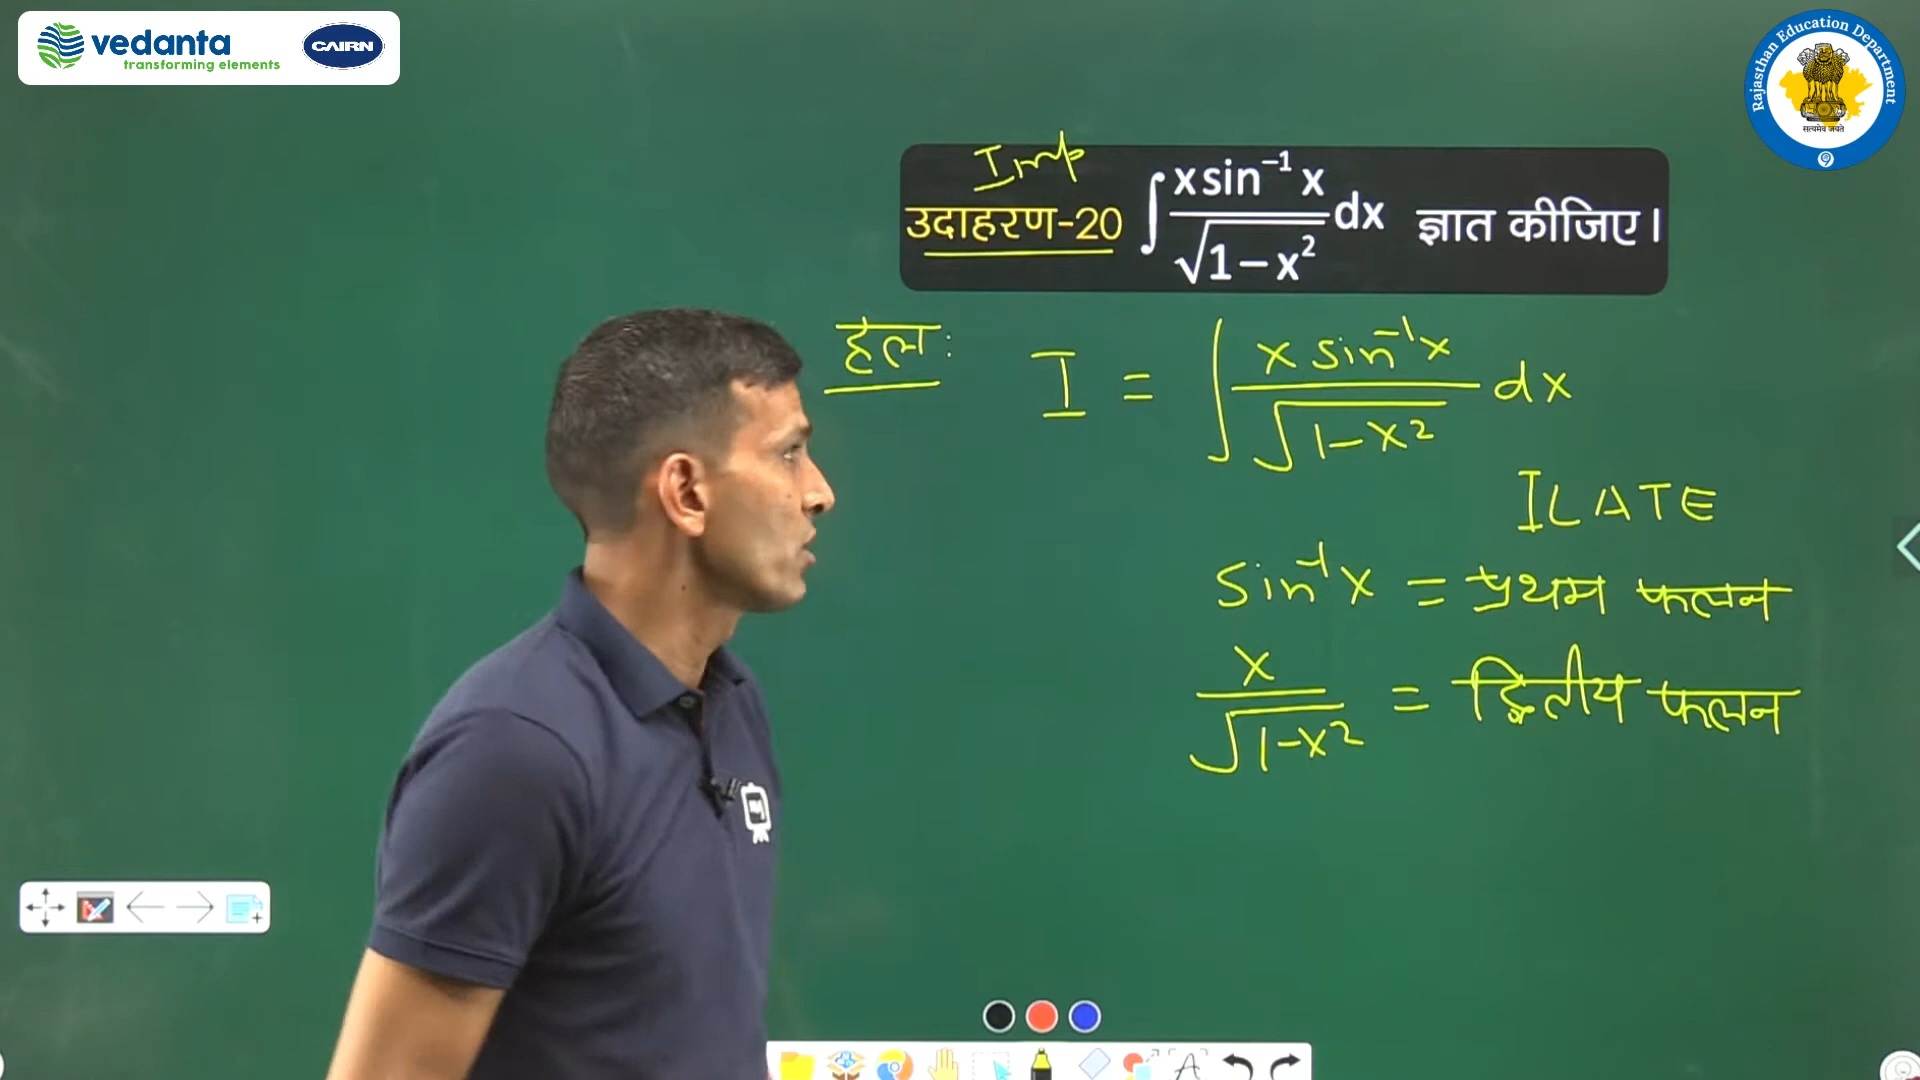 vedanta
transforming elements
CAIRN
Rajasthan Education Department
सत्यमेव जयते
Imp
उदाहरण-20 ∫ x sin⁻¹ x / √(1 – x²) dx ज्ञात कीजिए।
हल: I = ∫ x sin⁻¹x / √(1-x²) dx
ILATE
sin⁻¹x = प्रथम फलन
x / √(1-x²) = द्वितीय फलन